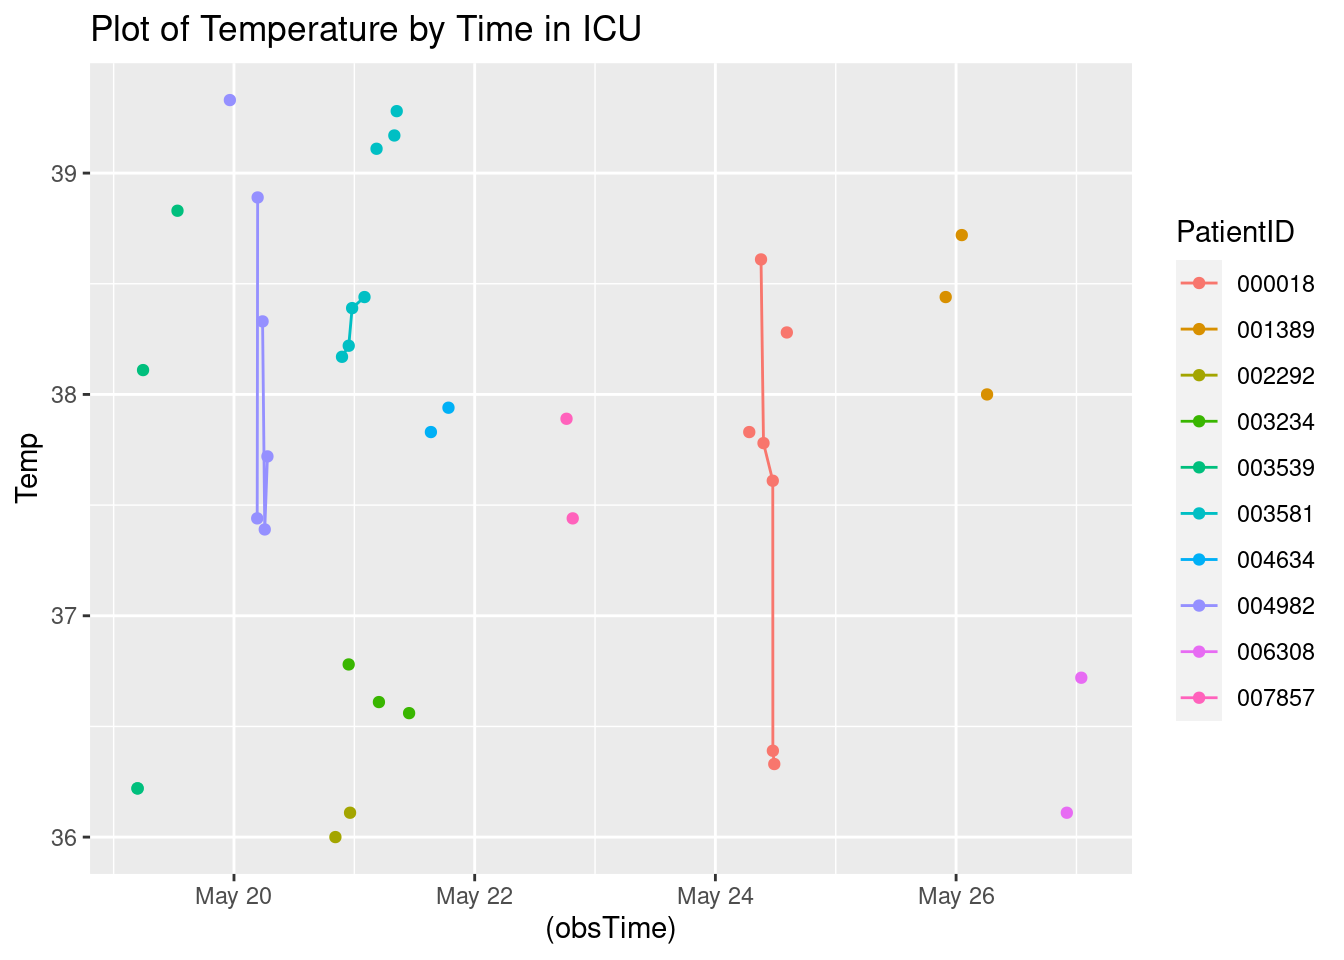 Plot of Temperature by Time in ICU
39
38
37
36
Temp
May 20
May 22
May 24
May 26
(obsTime)
PatientID
000018
001389
002292
003234
003539
003581
004634
004982
006308
007857